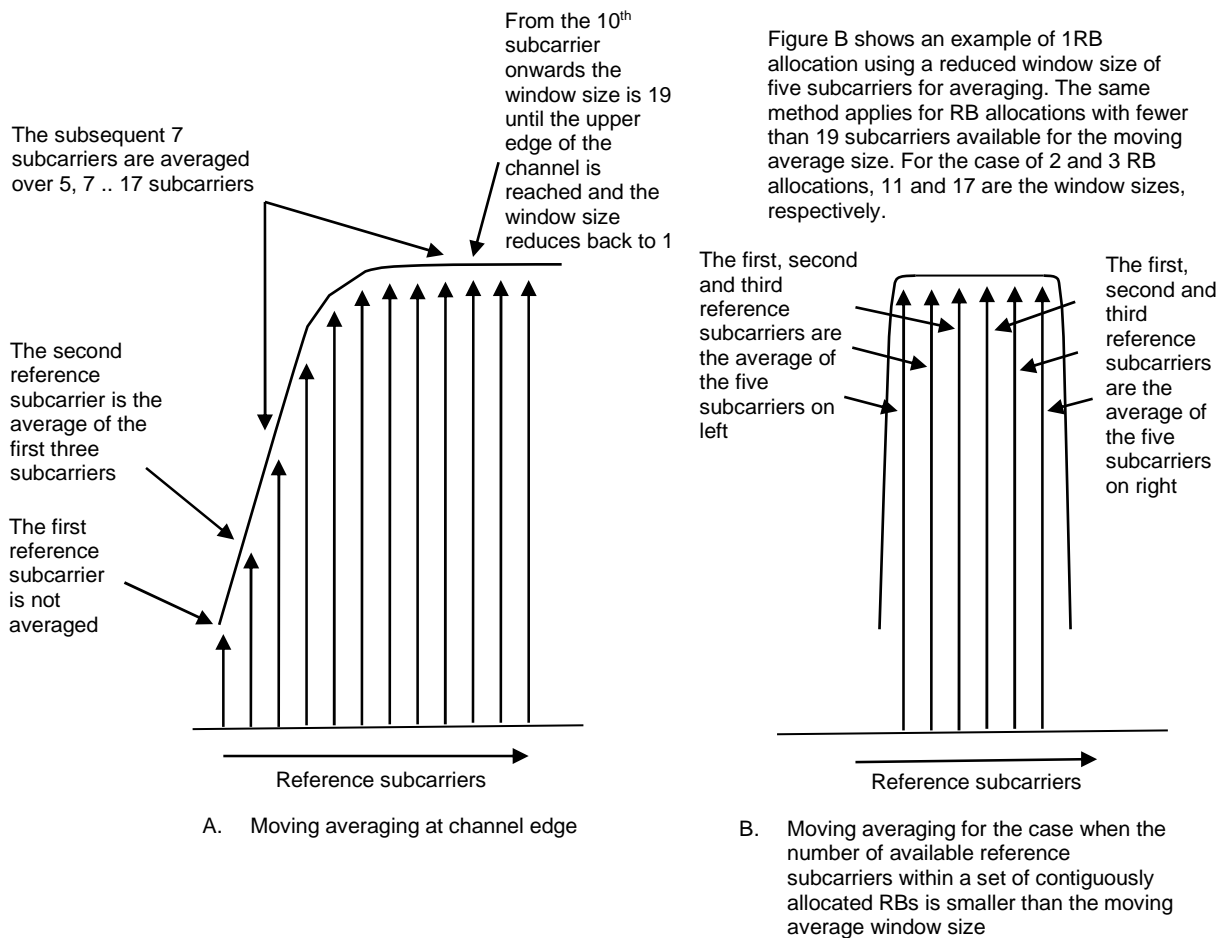 From the 10th
subcarrier
onwards the
window size is 19
until the upper
edge of the
channel is
reached and the
window size
reduces back to 1
The subsequent 7
subcarriers are averaged
over 5, 7 .. 17 subcarriers
The second
reference
subcarrier is the
average of the
first three
subcarriers
The first
reference
subcarrier
is not
averaged
Reference subcarriers
A. Moving averaging at channel edge
Figure B shows an example of 1RB
allocation using a reduced window size of
five subcarriers for averaging. The same
method applies for RB allocations with fewer
than 19 subcarriers available for the moving
average size. For the case of 2 and 3 RB
allocations, 11 and 17 are the window sizes,
respectively.
The first, second
and third
reference
subcarriers are
the average of
the five
subcarriers on
left
The first,
second and
third
reference
subcarriers
are the
average of
the five
subcarriers
on right
Reference subcarriers
B. Moving averaging for the case when the
number of available reference
subcarriers within a set of contiguously
allocated RBs is smaller than the moving
average window size